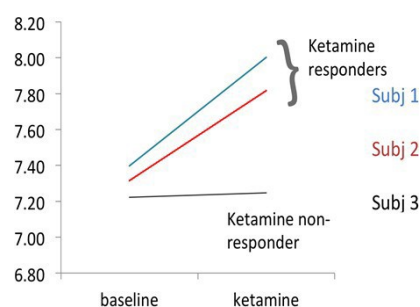 8.20
8.00
7.80
7.60
7.40
7.20
7.00
6.80
Ketamine
responders
Subj 1
Subj 2
Subj 3
Ketamine non-
responder
baseline
ketamine